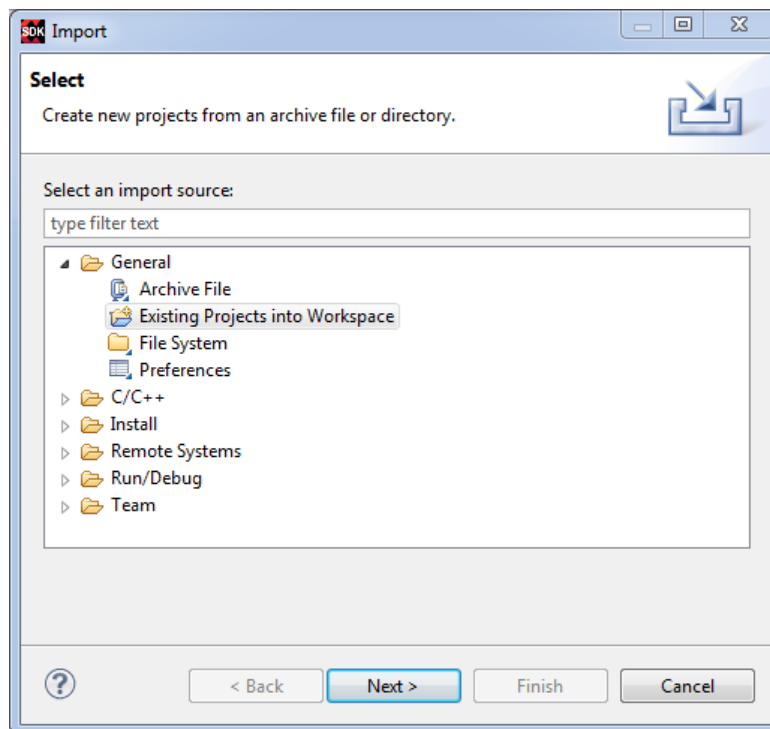 SDK Import
Select
Create new projects from an archive file or directory.
Select an import source:
type filter text
General
Archive File
Existing Projects into Workspace
File System
Preferences
C/C++
Install
Remote Systems
Run/Debug
Team
? < Back Next > Finish Cancel